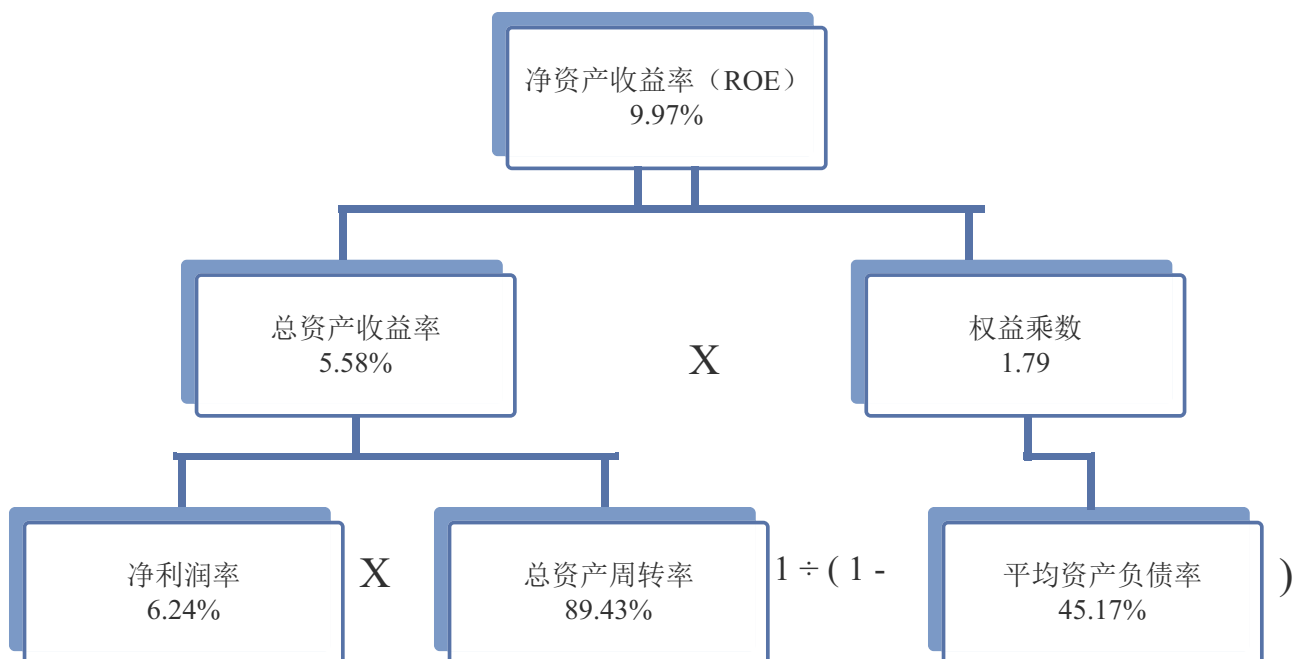 净资产收益率（ROE）
9.97%
总资产收益率
5.58%
X
权益乘数
1.79
净利润率
6.24%
X
总资产周转率
89.43%
1 ÷ ( 1 -
平均资产负债率
45.17%
)